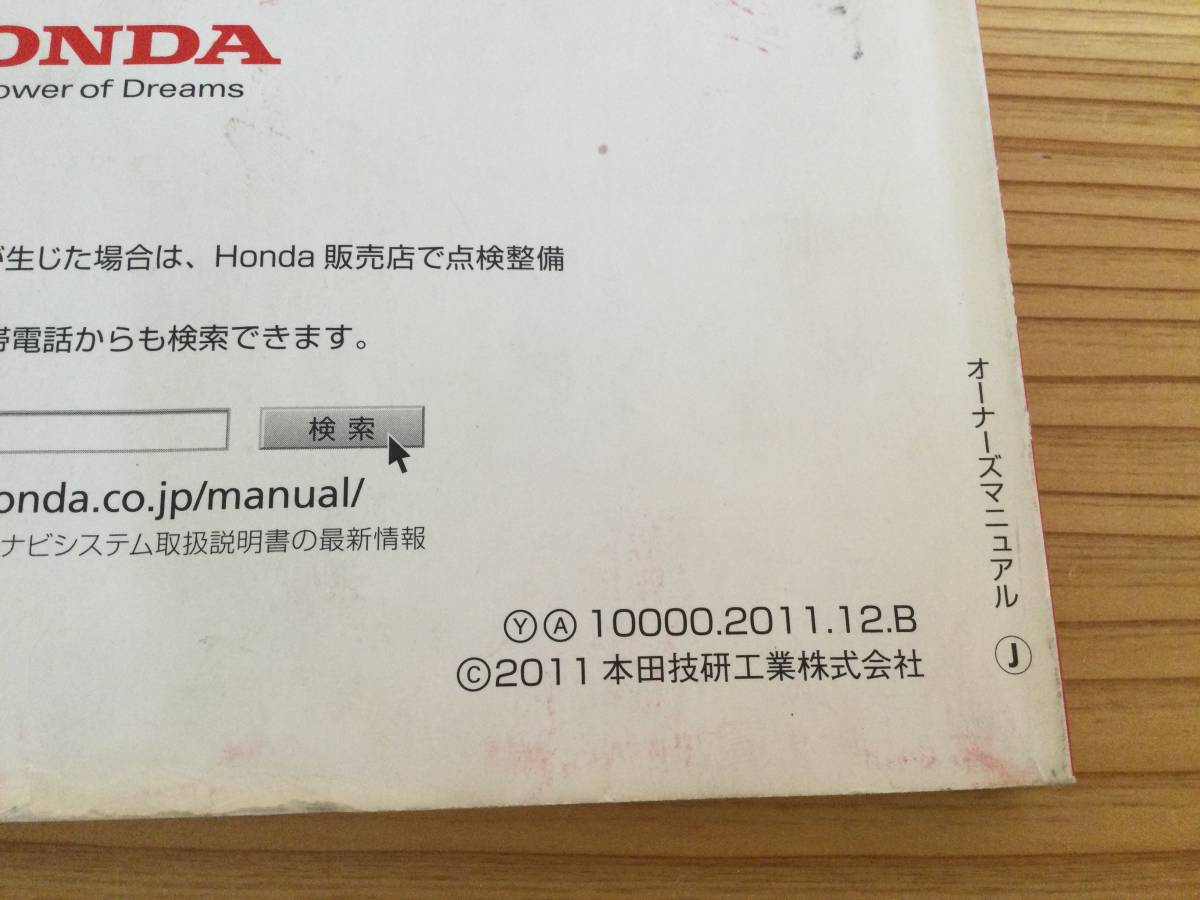 ONDA
ower of Dreams
が生じた場合は、Honda 販売店で点検整備
帯電話からも検索できます。
検 索
onda.co.jp/manual/
ナビシステム取扱説明書の最新情報
オーナーズマニュアル Ⓙ
ⓎⒶ10000.2011.12.B
©2011 本田技研工業株式会社